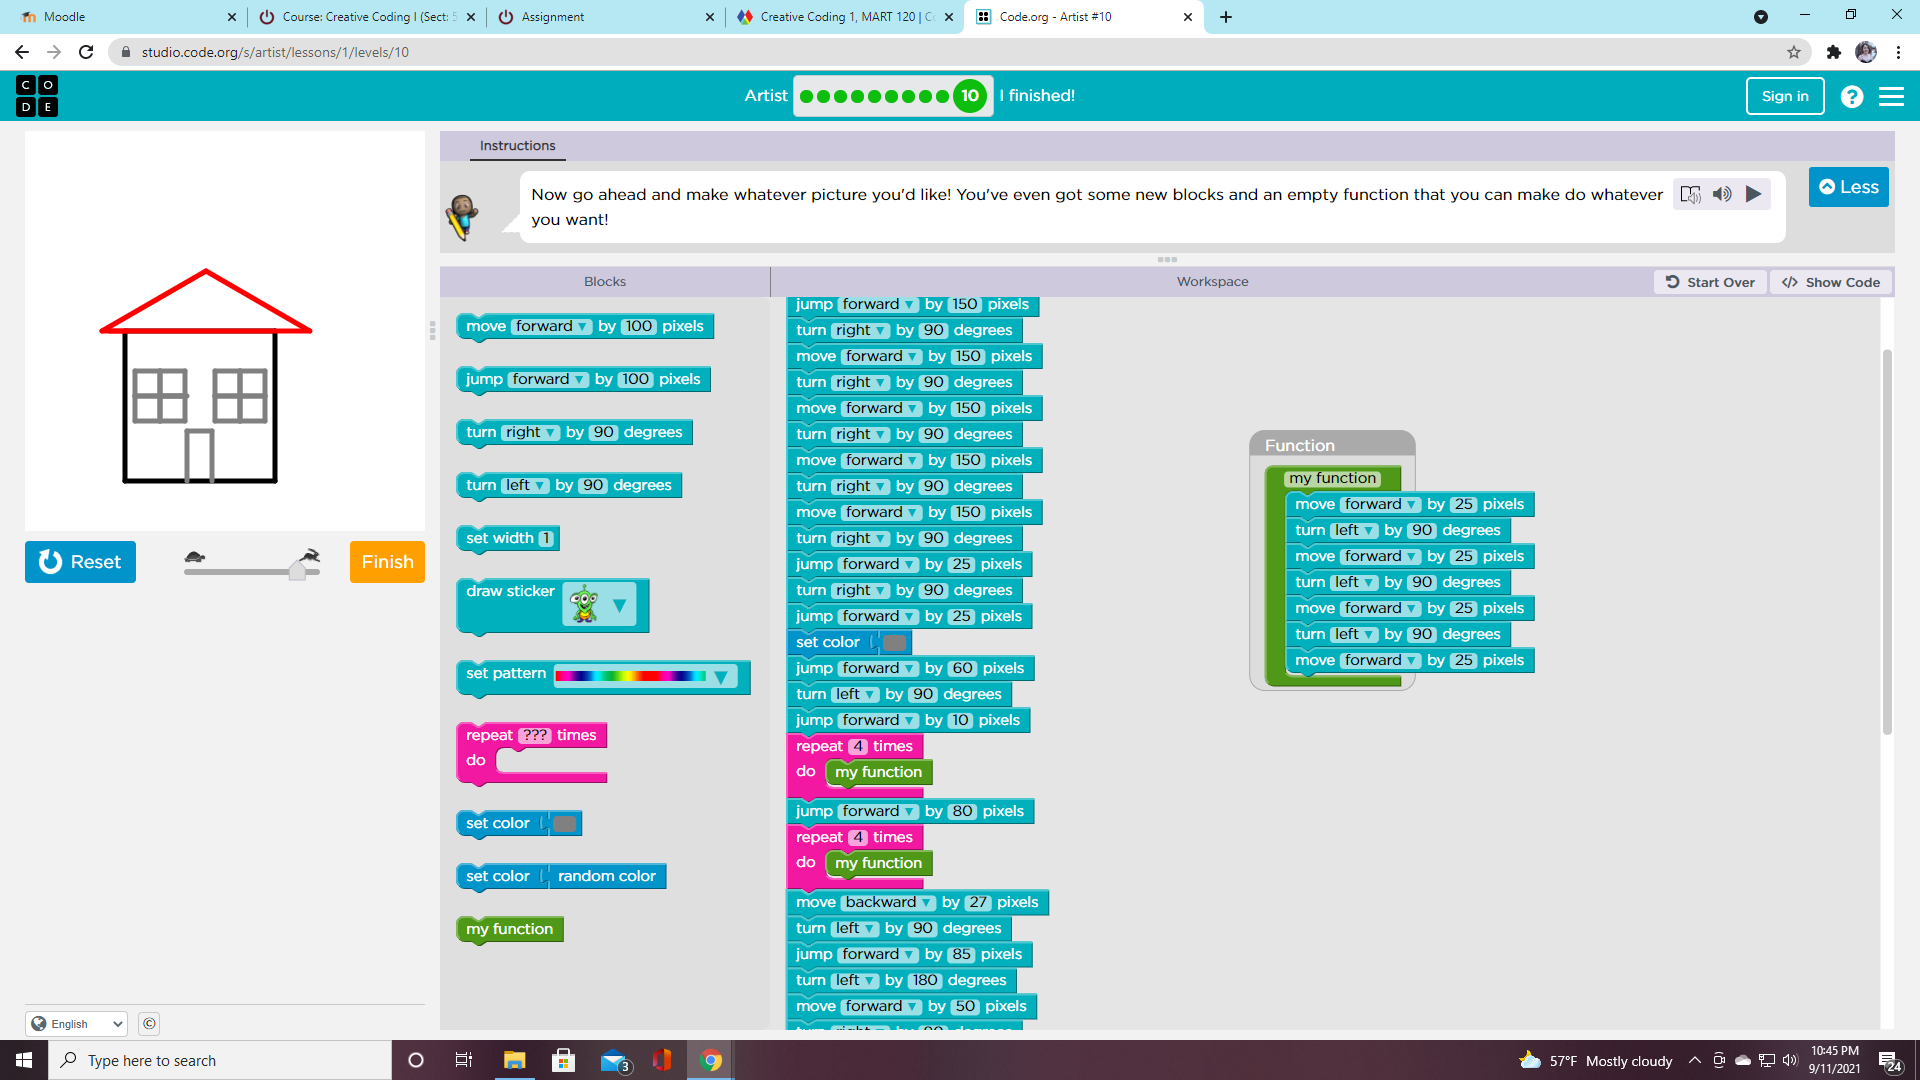 Moodle
Course: Creative Coding I (Sect: 5
Assignment
Creative Coding 1, MART 120 | Co
Code.org - Artist #10
studio.code.org/s/artist/lessons/1/levels/10
C O
D E
Artist
10
I finished!
Sign in
?
Instructions
Now go ahead and make whatever picture you'd like! You've even got some new blocks and an empty function that you can make do whatever
you want!
Less
Blocks
Workspace
Start Over
</> Show Code
Reset
Finish
move forward by 100 pixels
jump forward by 100 pixels
turn right by 90 degrees
turn left by 90 degrees
set width 1
draw sticker
set pattern
repeat ??? times
do
set color
set color random color
my function
jump forward by 150 pixels
turn right by 90 degrees
move forward by 150 pixels
turn right by 90 degrees
move forward by 150 pixels
turn right by 90 degrees
move forward by 150 pixels
turn right by 90 degrees
move forward by 150 pixels
turn right by 90 degrees
jump forward by 25 pixels
turn right by 90 degrees
jump forward by 25 pixels
set color
jump forward by 60 pixels
turn left by 90 degrees
jump forward by 10 pixels
repeat 4 times
do my function
jump forward by 80 pixels
repeat 4 times
do my function
move backward by 27 pixels
turn left by 90 degrees
jump forward by 85 pixels
turn left by 180 degrees
move forward by 50 pixels
Function
my function
move forward by 25 pixels
turn left by 90 degrees
move forward by 25 pixels
turn left by 90 degrees
move forward by 25 pixels
turn left by 90 degrees
move forward by 25 pixels
English
©
Type here to search
3
57°F Mostly cloudy
10:45 PM
9/11/2021
24